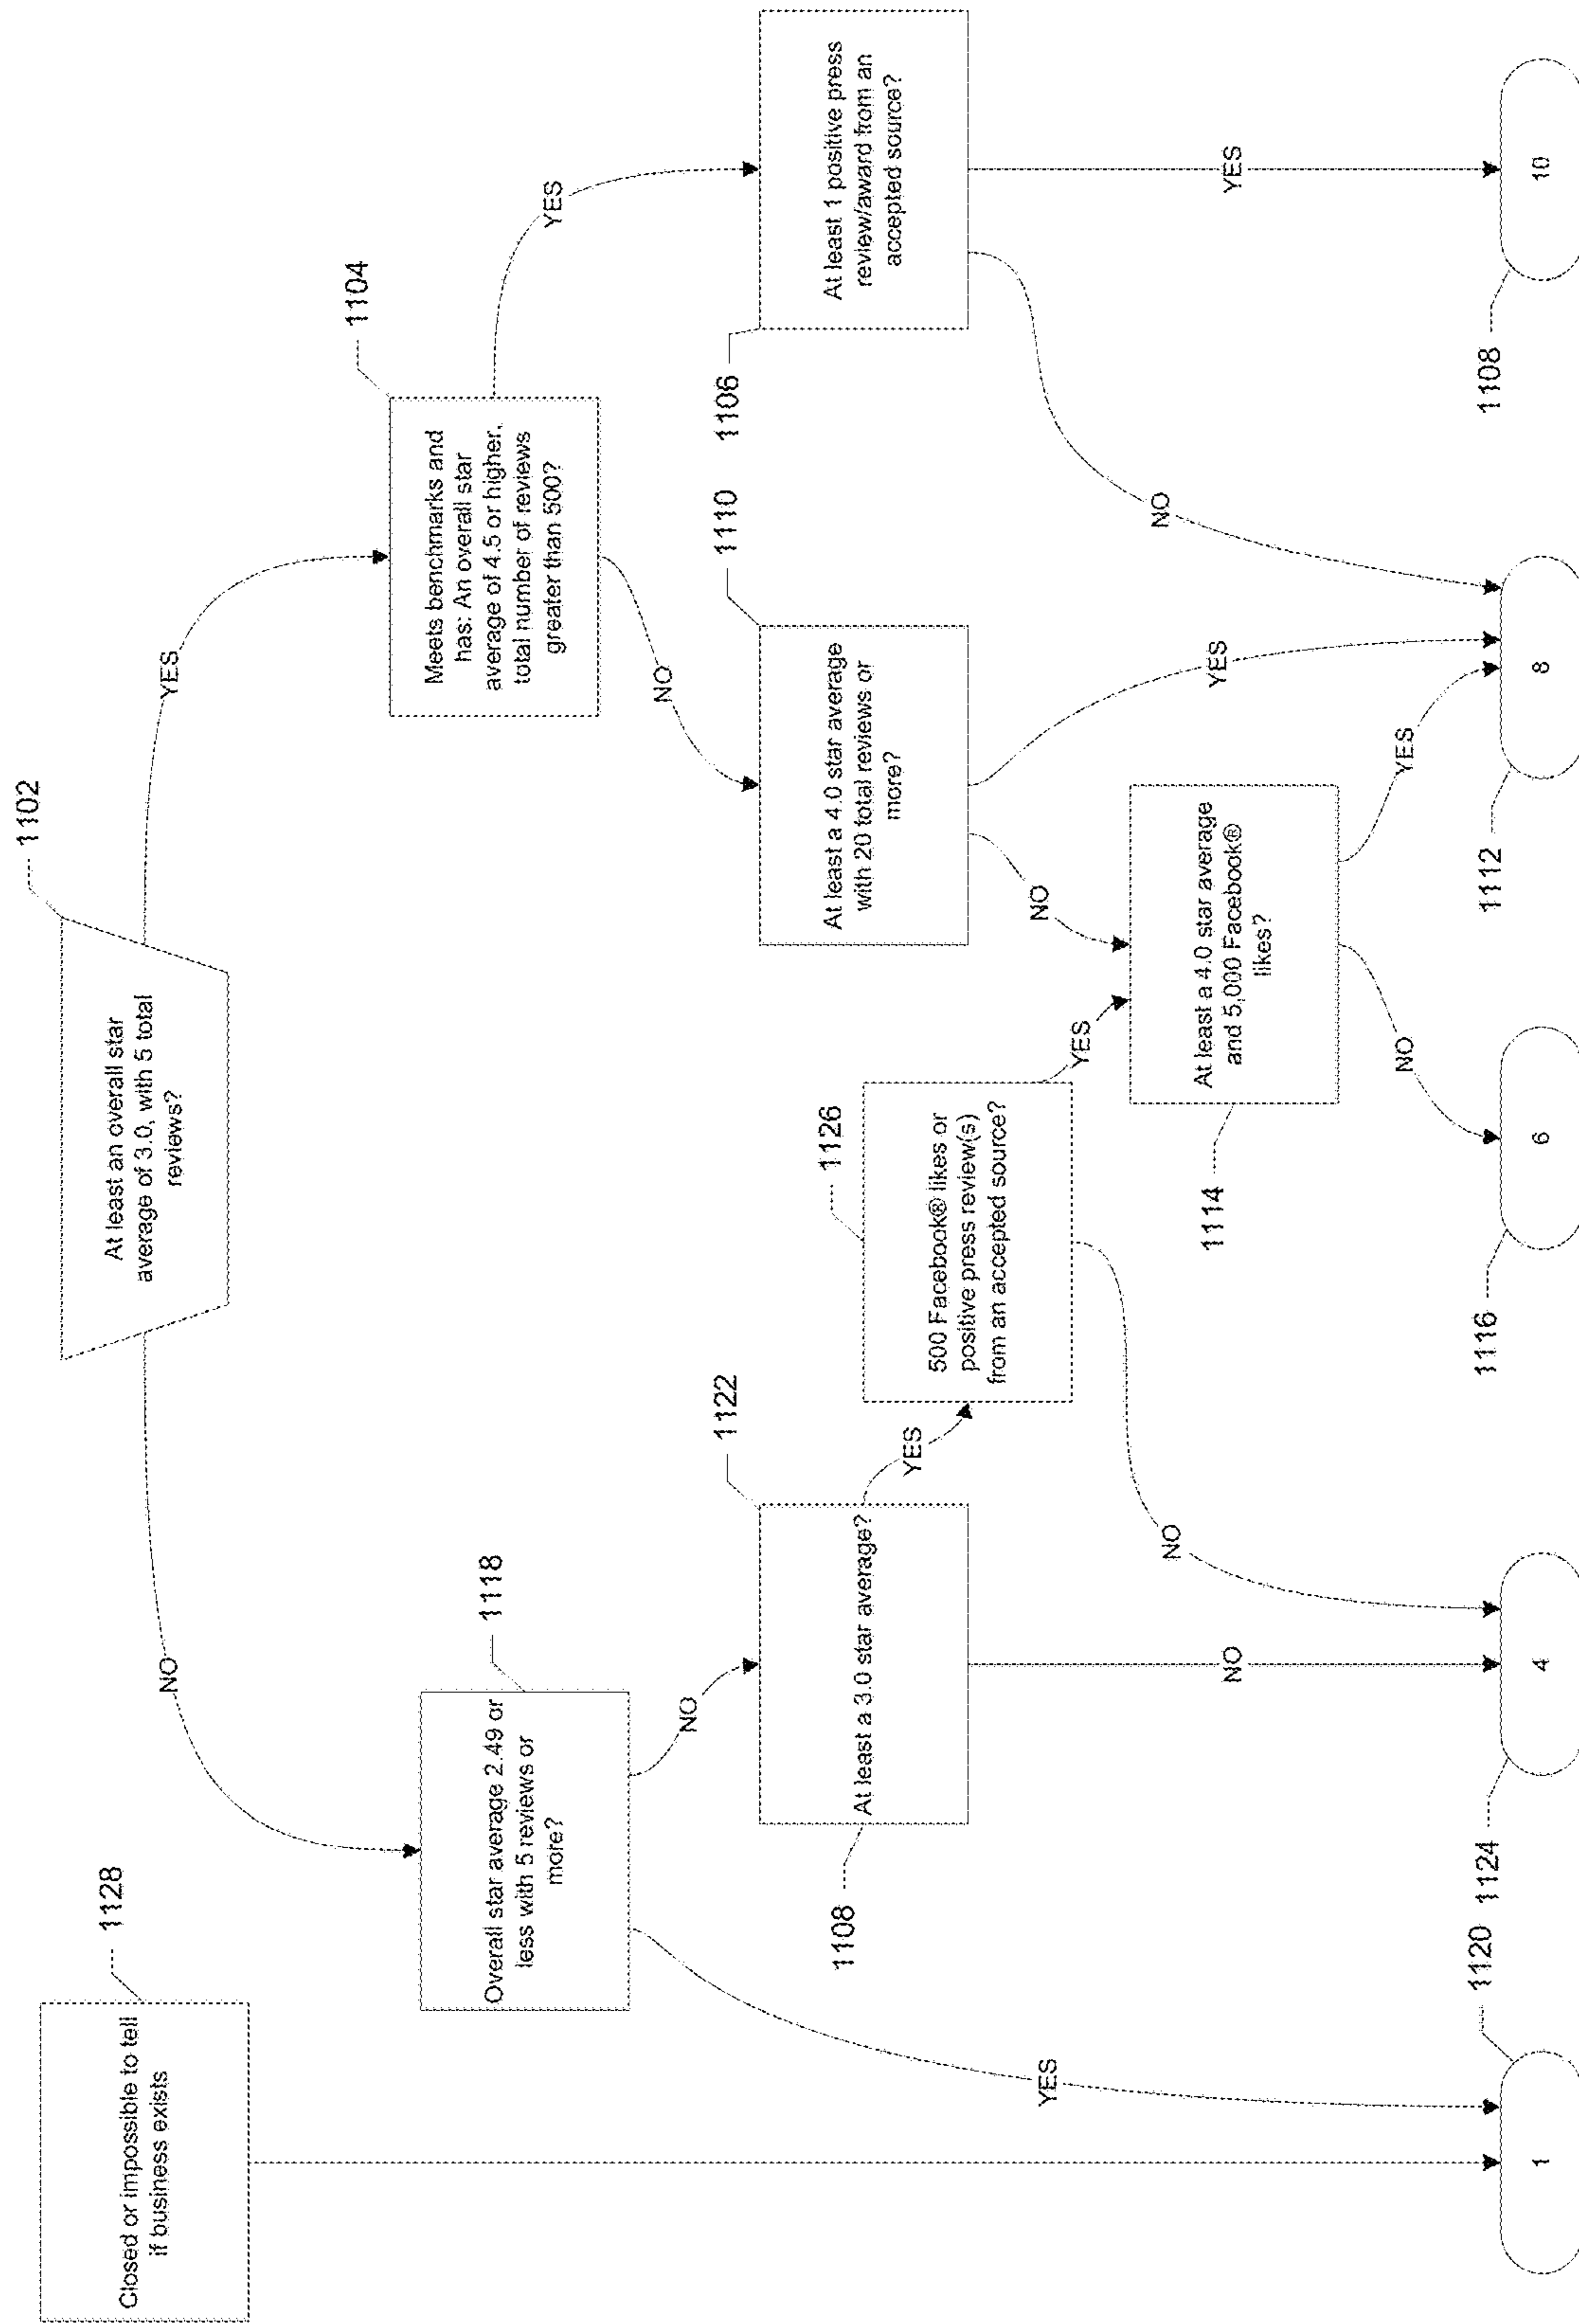 1102
At least an overall star
average of 3.0, with 5 total
reviews?
YES
NO
1128
Closed or impossible to tell
if business exists
1104
Meets benchmarks and
has: An overall star
average of 4.5 or higher,
total number of reviews
greater than 500?
YES
NO
1118
Overall star average 2.49 or
less with 5 reviews or
more?
NO
YES
1122
At least a 3.0 star average?
1108
YES
NO
1110
At least a 4.0 star average
with 20 total reviews or
more?
NO
YES
1106
At least 1 positive press
review/award from an
accepted source?
NO
YES
1126
500 Facebook® likes or
positive press review(s)
from an accepted source?
YES
NO
At least a 4.0 star average
and 5,000 Facebook®
likes?
1114
NO
YES
1120
1
1124
4
1116
6
1112
8
1108
10